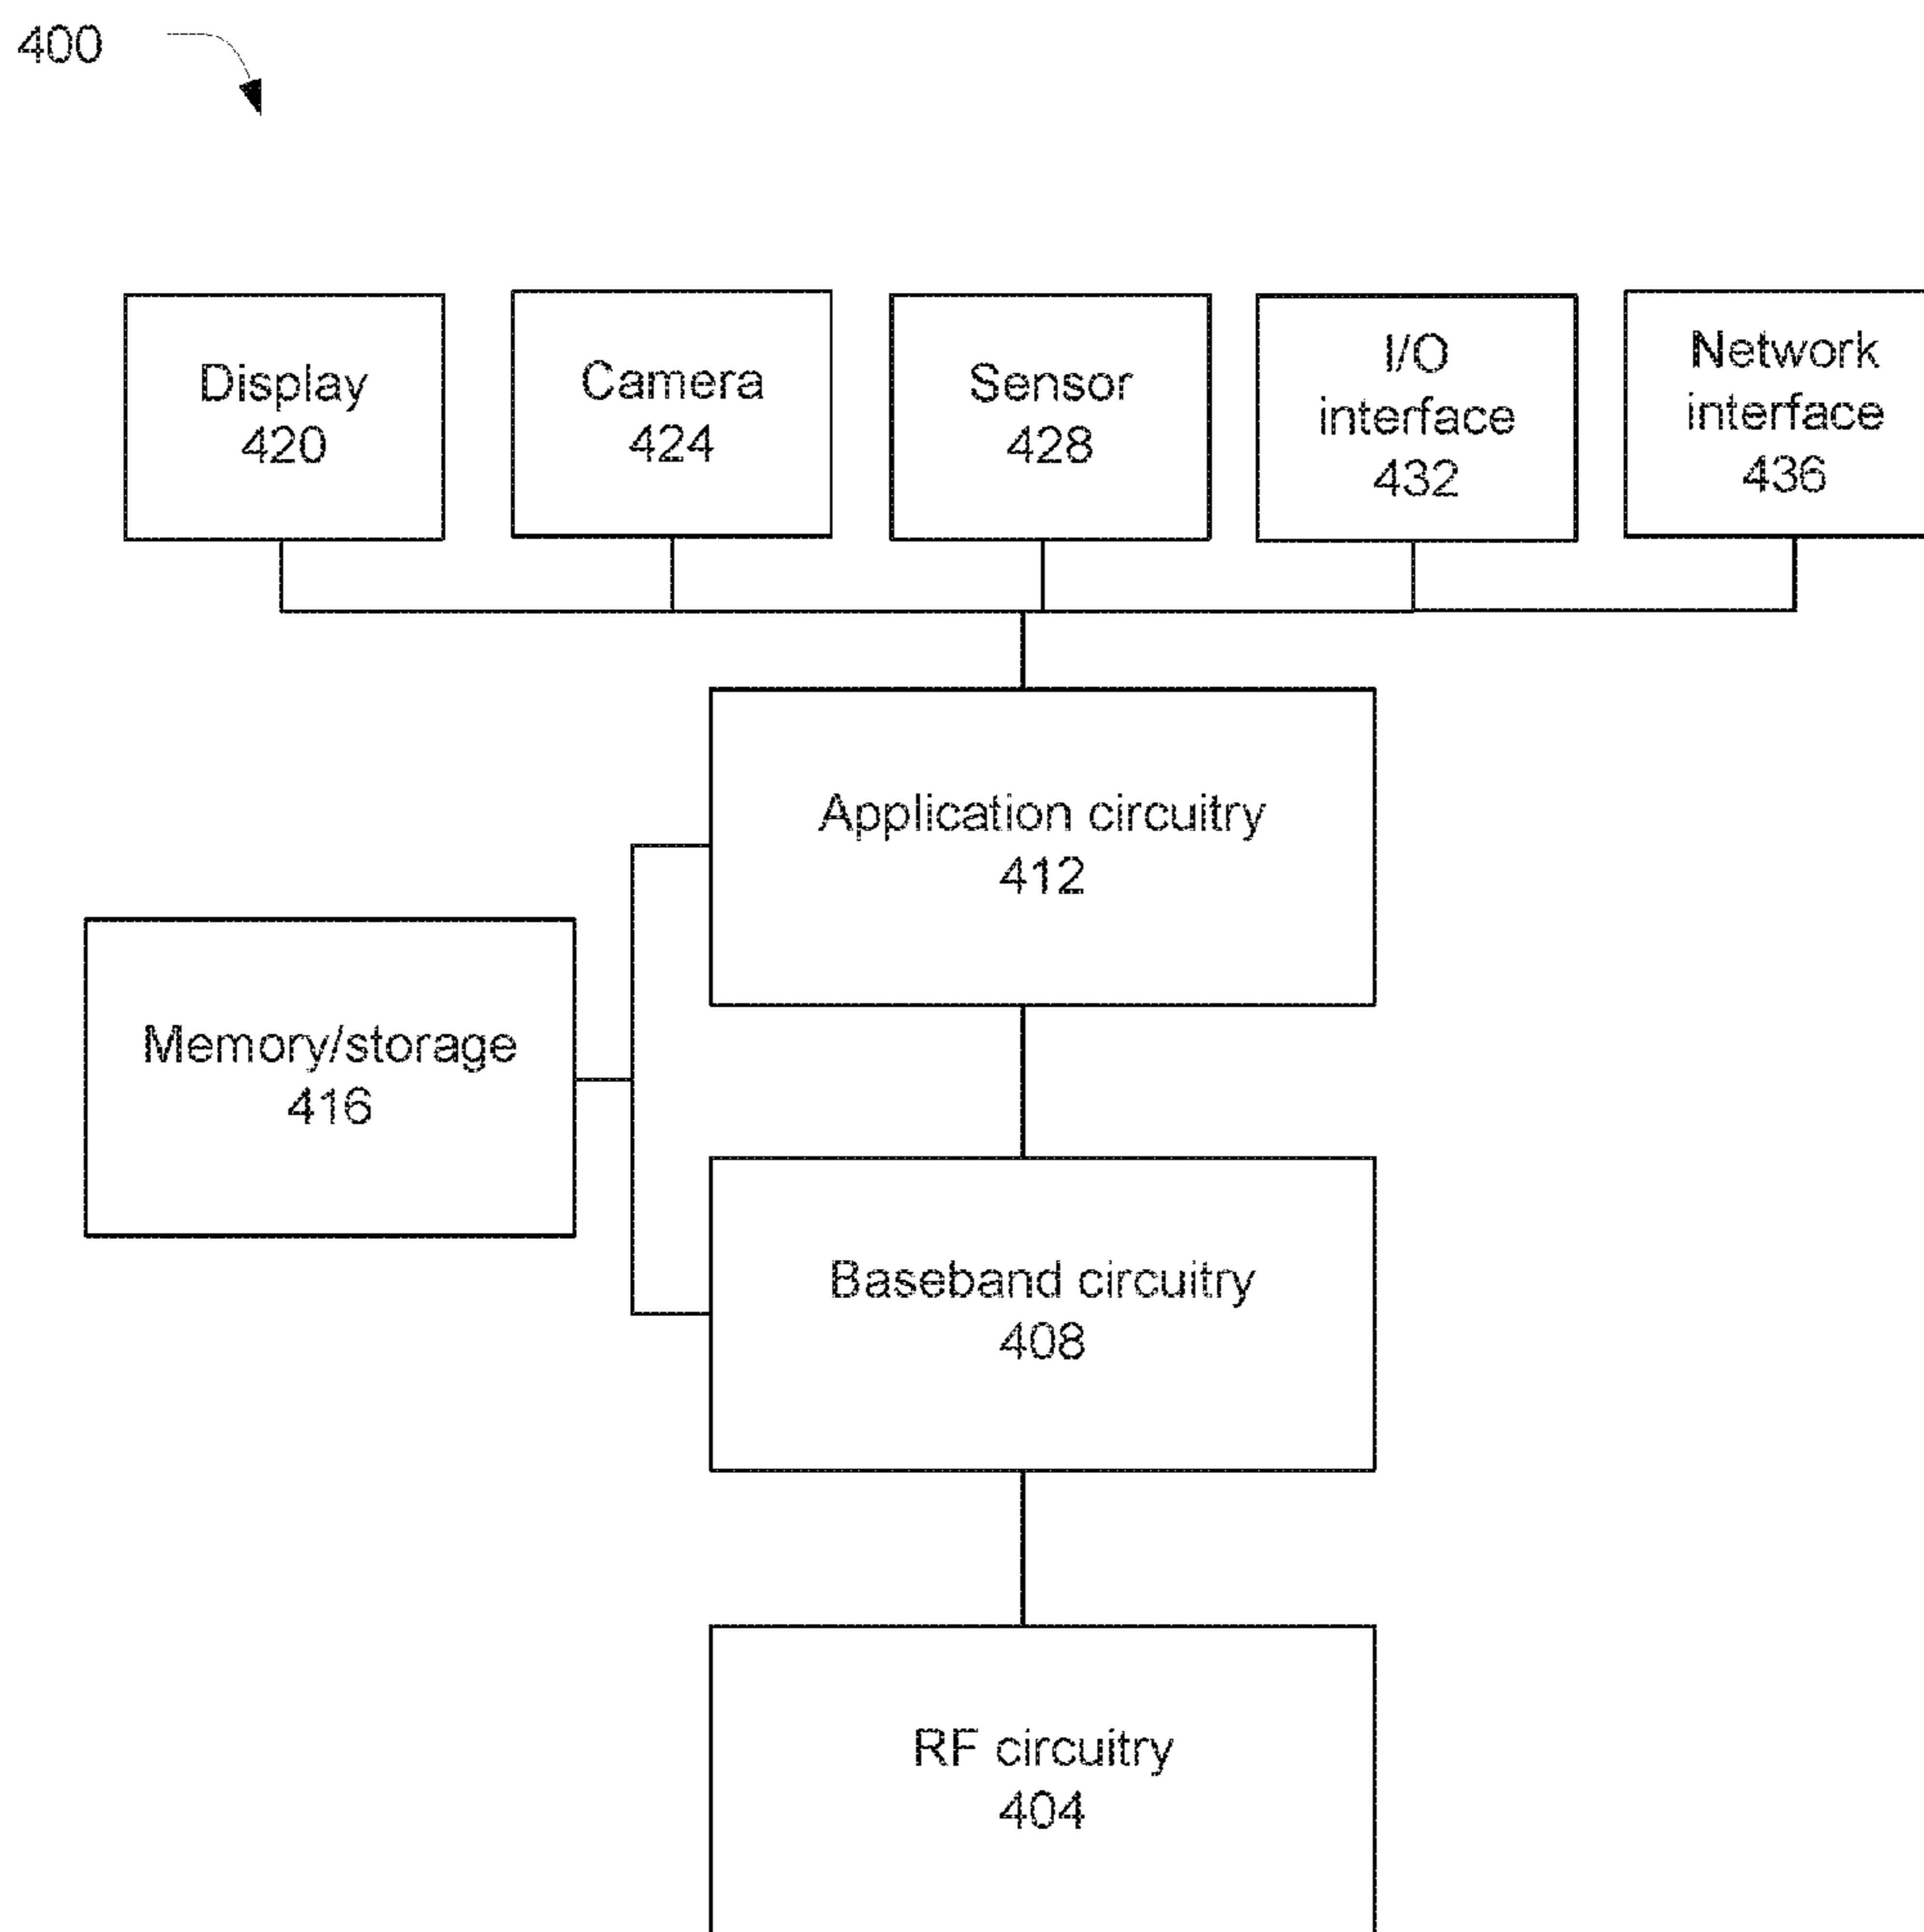 400
Display
420
Camera
424
Sensor
428
I/O
interface
432
Network
interface
436
Application circuitry
412
Memory/storage
416
Baseband circuitry
408
RF circuitry
404